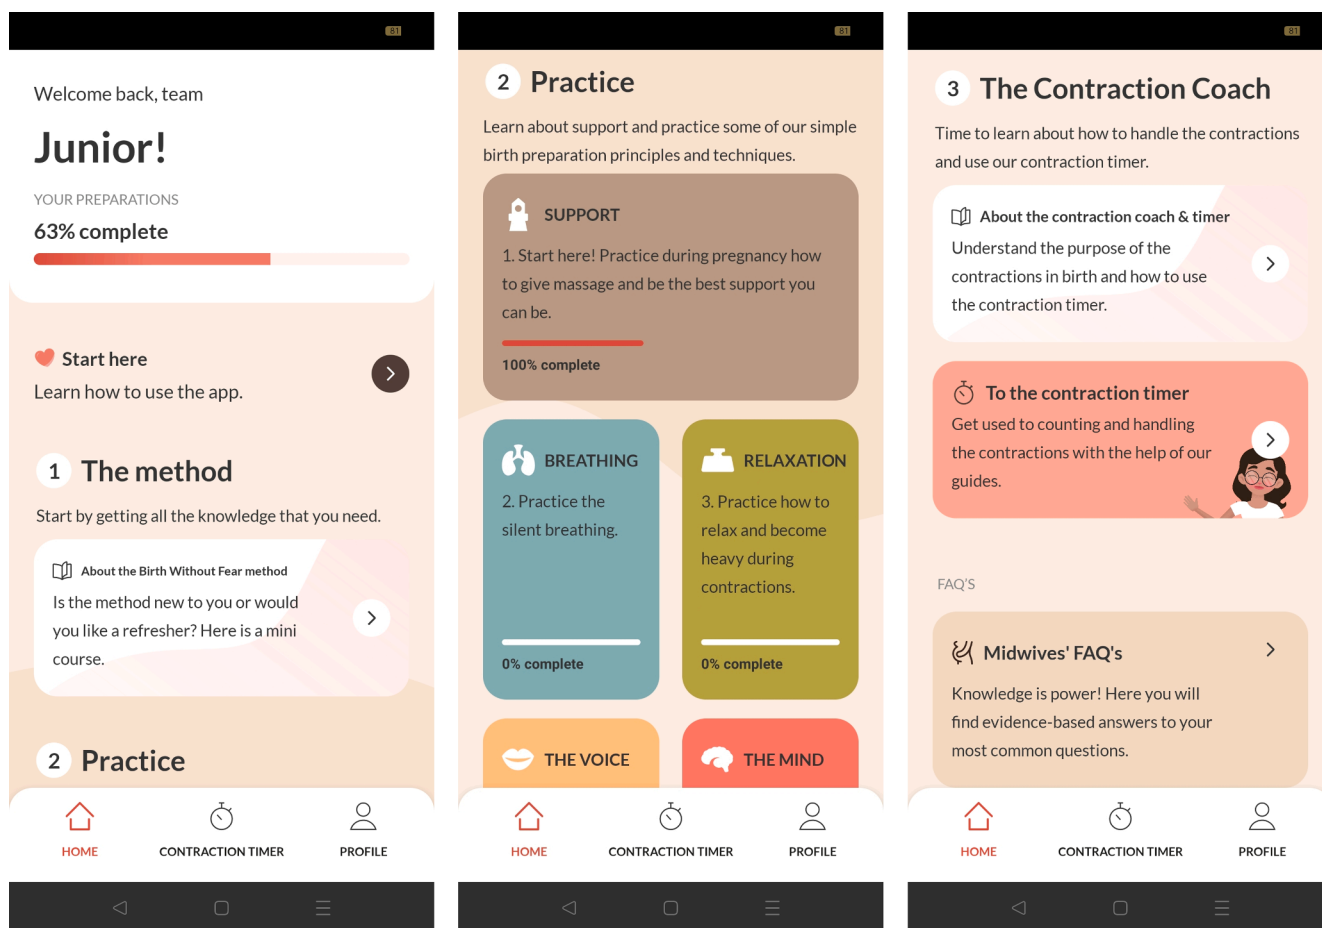 81
Welcome back, team
Junior!
YOUR PREPARATIONS
63% complete
Start here
Learn how to use the app.
1 The method
Start by getting all the knowledge that you need.
About the Birth Without Fear method
Is the method new to you or would
you like a refresher? Here is a mini
course.
2 Practice
HOME
CONTRACTION TIMER
PROFILE
81
2 Practice
Learn about support and practice some of our simple
birth preparation principles and techniques.
SUPPORT
1. Start here! Practice during pregnancy how
to give massage and be the best support you
can be.
100% complete
BREATHING
2. Practice the
silent breathing.
0% complete
RELAXATION
3. Practice how to
relax and become
heavy during
contractions.
0% complete
THE VOICE
THE MIND
HOME
CONTRACTION TIMER
PROFILE
81
3 The Contraction Coach
Time to learn about how to handle the contractions
and use our contraction timer.
About the contraction coach & timer
Understand the purpose of the
contractions in birth and how to use
the contraction timer.
To the contraction timer
Get used to counting and handling
the contractions with the help of our
guides.
FAQ'S
Midwives' FAQ's
Knowledge is power! Here you will
find evidence-based answers to your
most common questions.
HOME
CONTRACTION TIMER
PROFILE